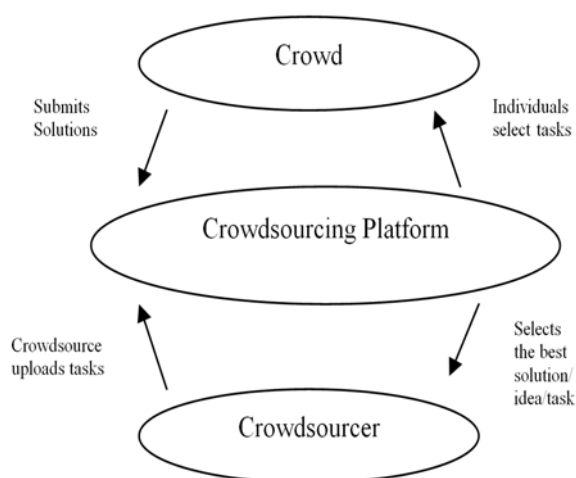 Crowd
Submits
Solutions
Individuals
select tasks
Crowdsourcing Platform
Crowdsource
uploads tasks
Selects
the best
solution/
idea/task
Crowdsourcer